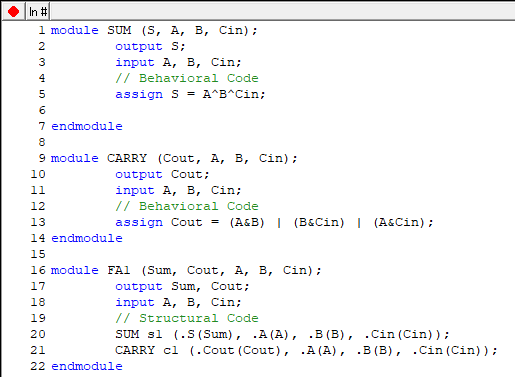 ln #
1 module SUM (S, A, B, Cin);
2 output S;
3 input A, B, Cin;
4 // Behavioral Code
5 assign S = A^B^Cin;
6
7 endmodule
8
9 module CARRY (Cout, A, B, Cin);
10 output Cout;
11 input A, B, Cin;
12 // Behavioral Code
13 assign Cout = (A&B) | (B&Cin) | (A&Cin);
14 endmodule
15
16 module FA1 (Sum, Cout, A, B, Cin);
17 output Sum, Cout;
18 input A, B, Cin;
19 // Structural Code
20 SUM s1 (.S(Sum), .A(A), .B(B), .Cin(Cin));
21 CARRY c1 (.Cout(Cout), .A(A), .B(B), .Cin(Cin));
22 endmodule